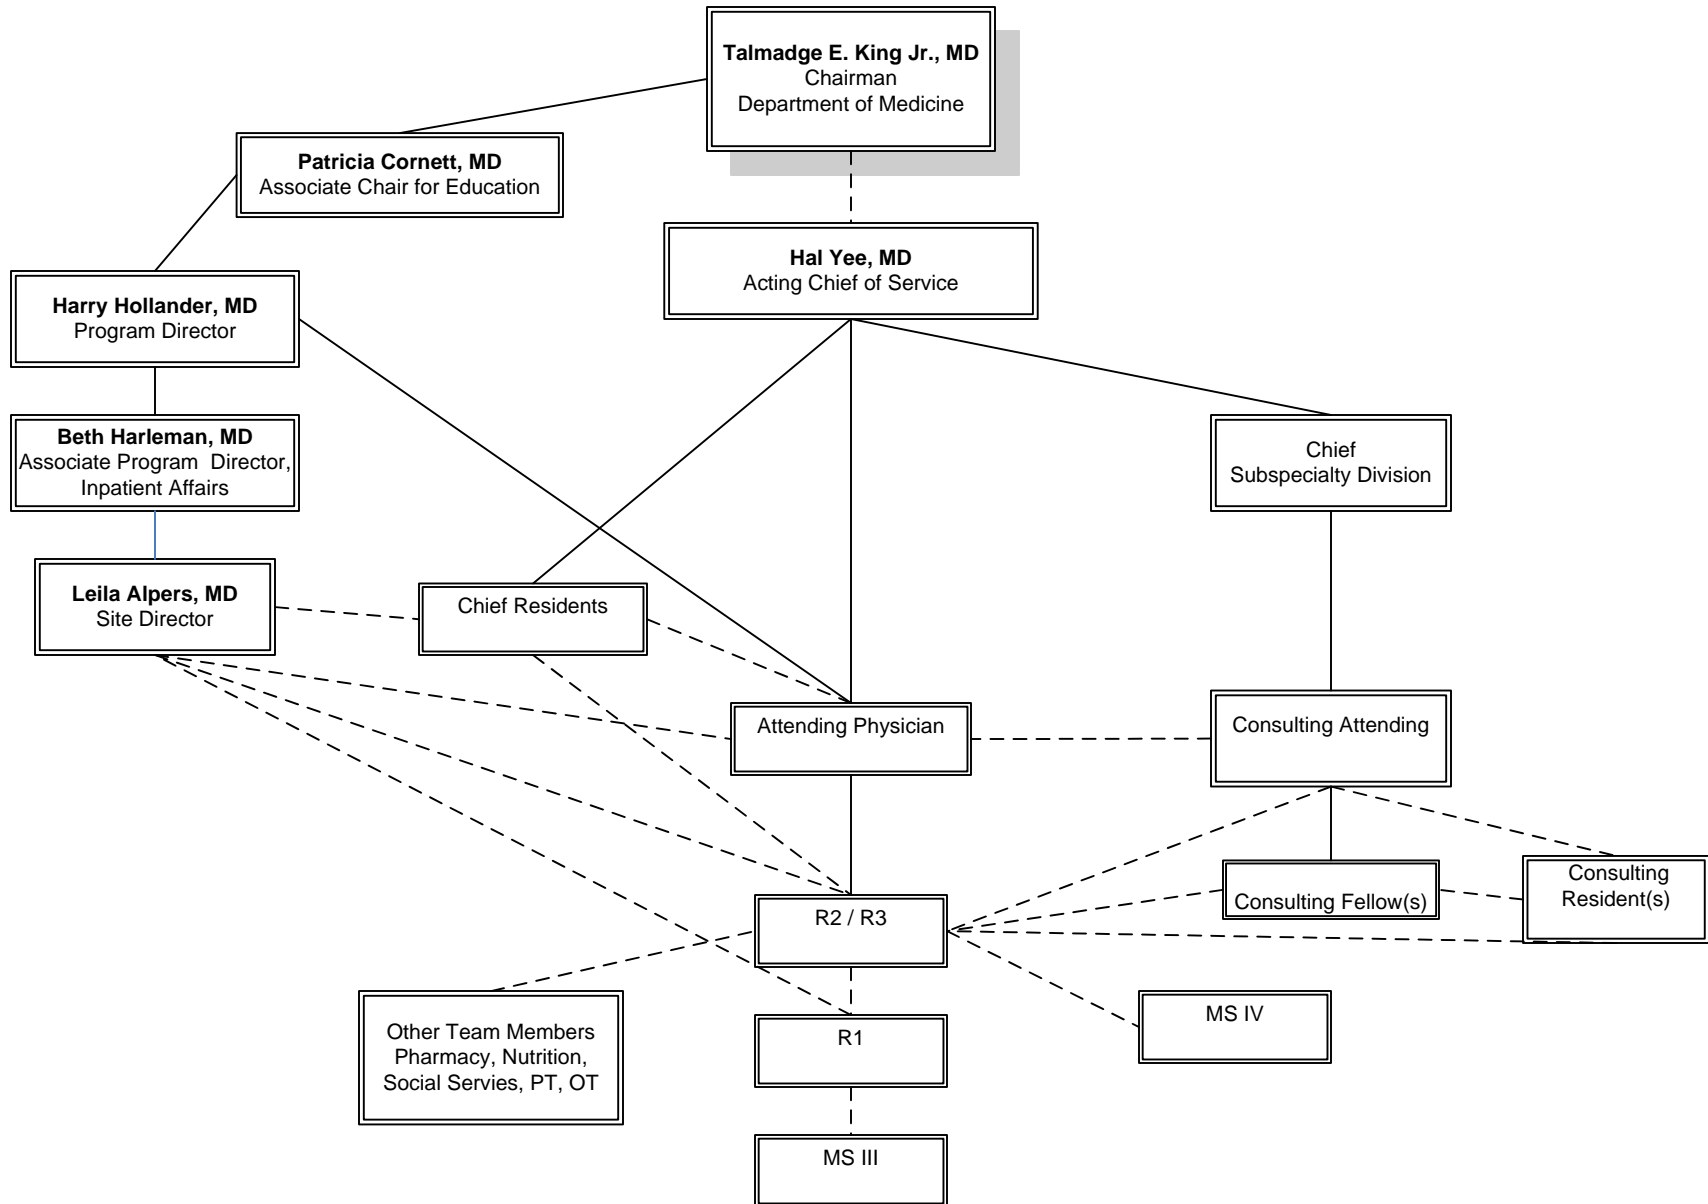 Talmadge E. King Jr., MD
Chairman
Department of Medicine
Patricia Cornett, MD
Associate Chair for Education
Hal Yee, MD
Acting Chief of Service
Harry Hollander, MD
Program Director
Beth Harleman, MD
Associate Program Director,
Inpatient Affairs
Chief
Subspecialty Division
Leila Alpers, MD
Site Director
Chief Residents
Attending Physician
Consulting Attending
Consulting Fellow(s)
Consulting
Resident(s)
R2 / R3
Other Team Members
Pharmacy, Nutrition,
Social Servies, PT, OT
R1
MS IV
MS III